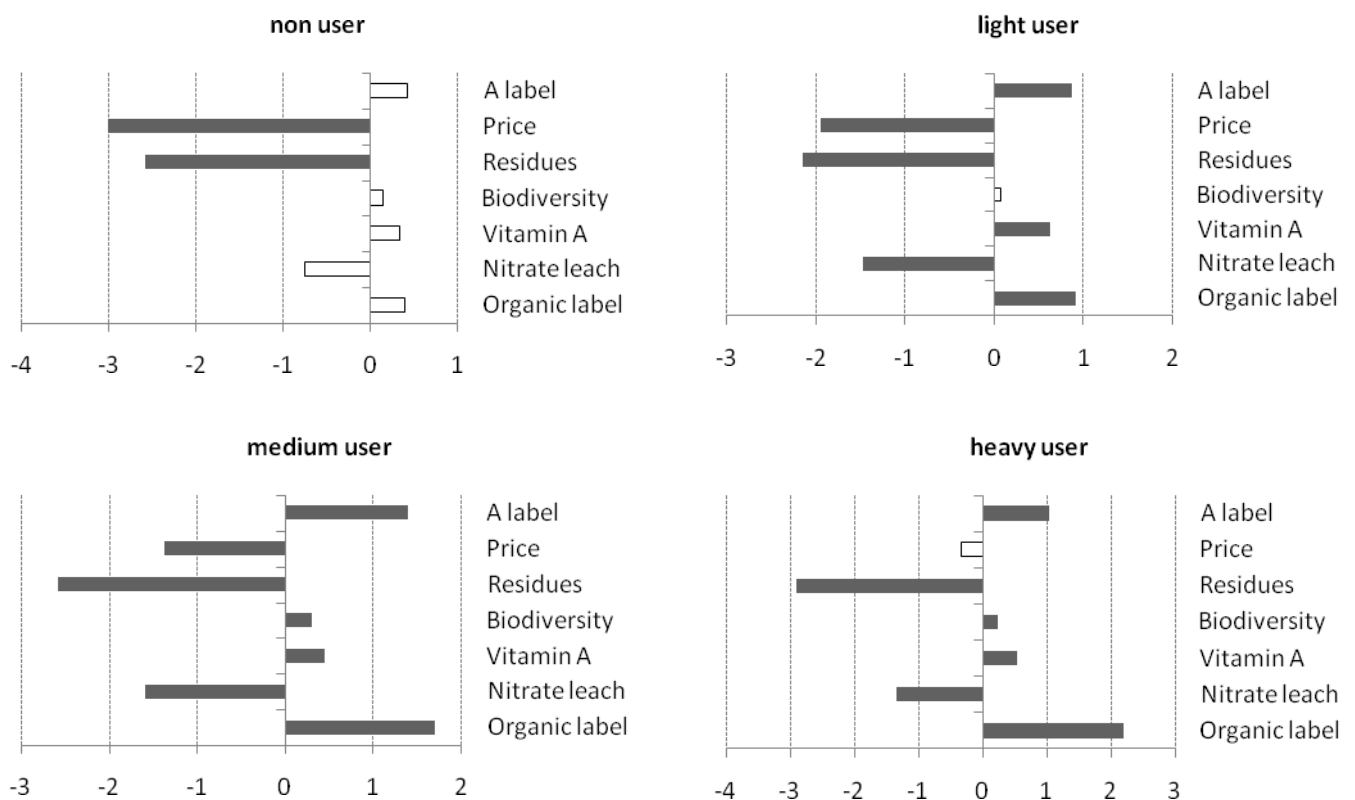 non user
A label
Price
Residues
Biodiversity
Vitamin A
Nitrate leach
Organic label
-4 -3 -2 -1 0 1
light user
A label
Price
Residues
Biodiversity
Vitamin A
Nitrate leach
Organic label
-3 -2 -1 0 1 2
medium user
A label
Price
Residues
Biodiversity
Vitamin A
Nitrate leach
Organic label
-3 -2 -1 0 1 2
heavy user
A label
Price
Residues
Biodiversity
Vitamin A
Nitrate leach
Organic label
-4 -3 -2 -1 0 1 2 3